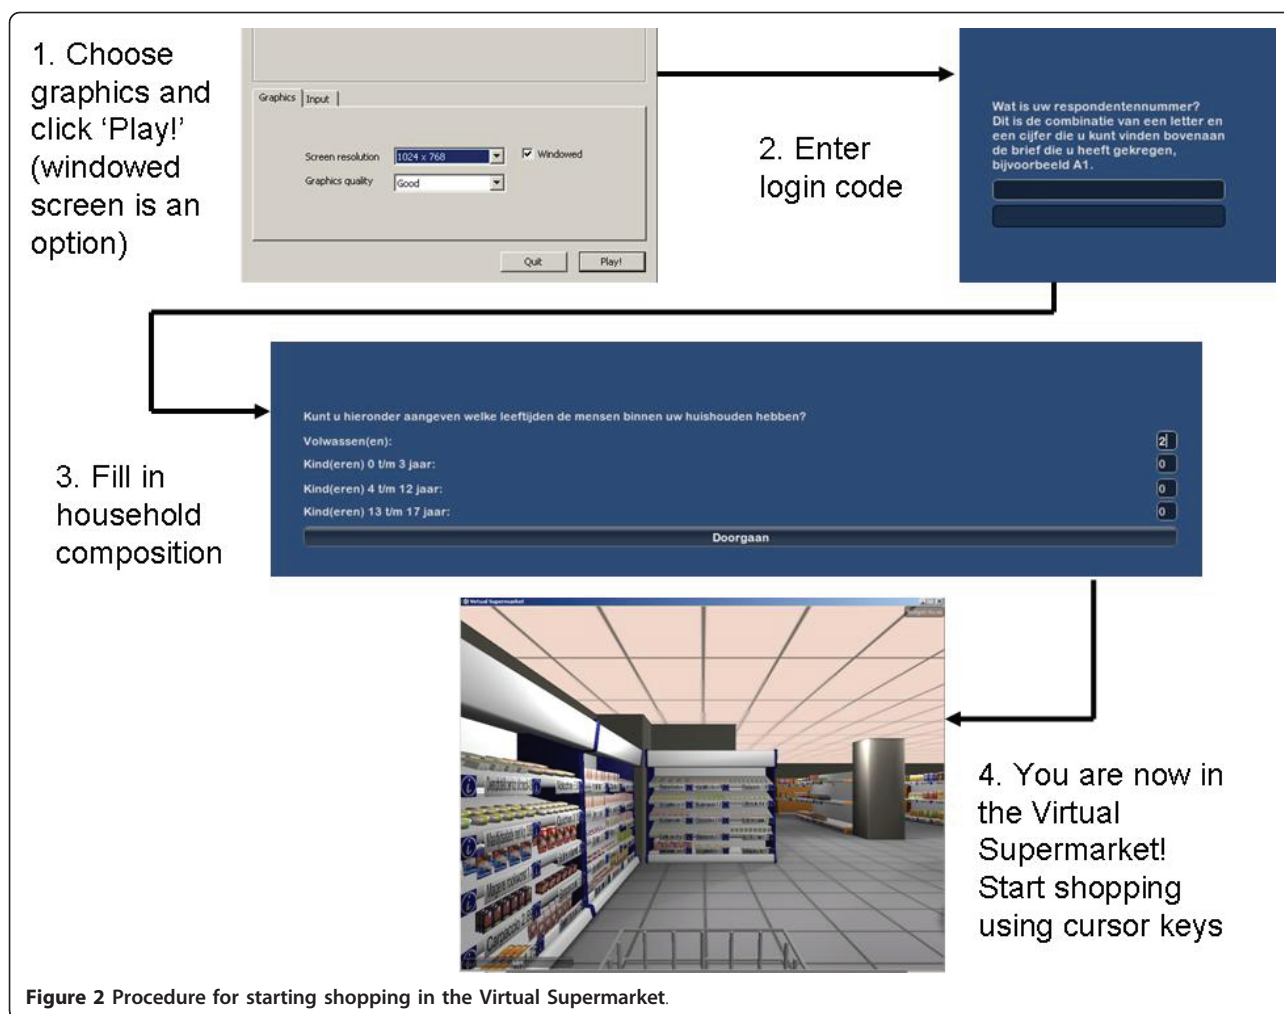 1. Choose
graphics and
click ‘Play!’
(windowed
screen is an
option)
Graphics
Input
Screen resolution
1024 x 768
Windowed
Graphics quality
Good
Quit
Play!
2. Enter
login code
Wat is uw respondentennummer?
Dit is de combinatie van een letter en
een cijfer die u kunt vinden bovenaan
de brief die u heeft gekregen,
bijvoorbeeld A1.
3. Fill in
household
composition
Kunt u hieronder aangeven welke leeftijden de mensen binnen uw huishouden hebben?
Volwassen(en):
2
Kind(eren) 0 t/m 3 jaar:
0
Kind(eren) 4 t/m 12 jaar:
0
Kind(eren) 13 t/m 17 jaar:
0
Doorgaan
Virtual Supermarket
Magere rookworst
Carpaccio
4. You are now in
the Virtual
Supermarket!
Start shopping
using cursor keys
Figure 2 Procedure for starting shopping in the Virtual Supermarket.